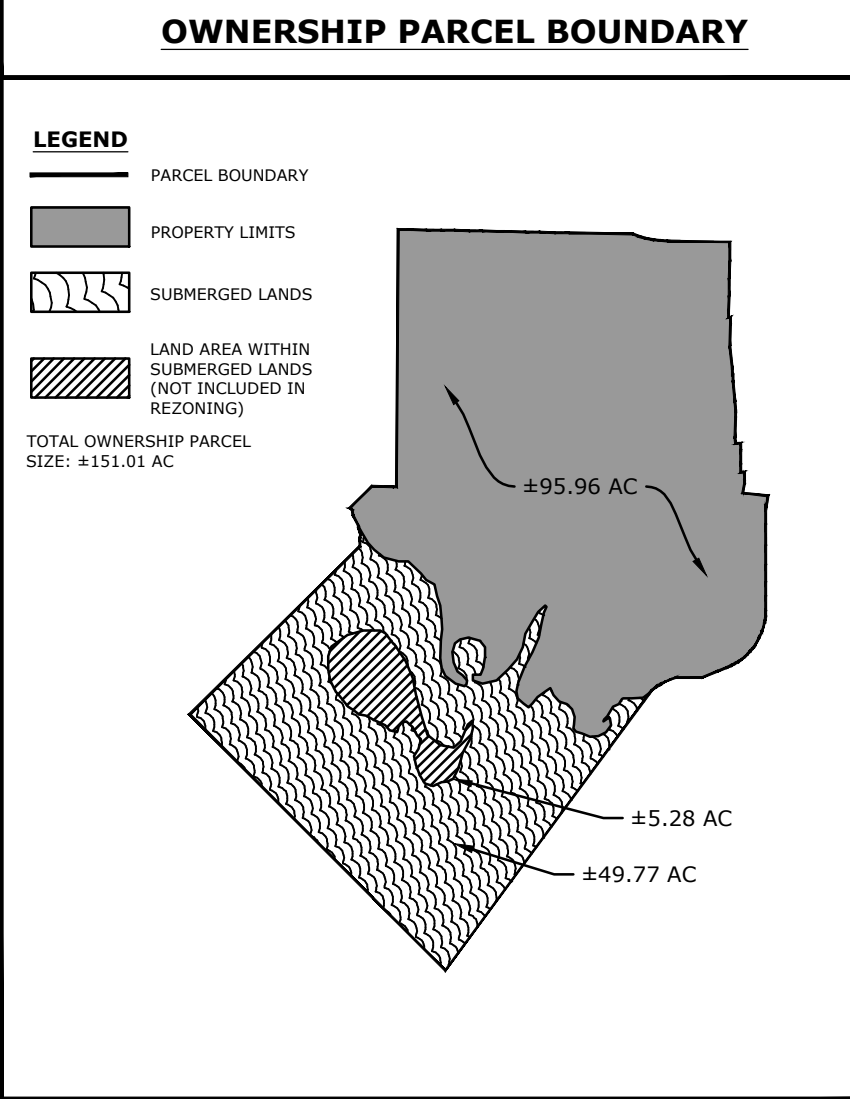 OWNERSHIP PARCEL BOUNDARY
LEGEND
PARCEL BOUNDARY
PROPERTY LIMITS
SUBMERGED LANDS
LAND AREA WITHIN
SUBMERGED LANDS
(NOT INCLUDED IN
REZONING)
TOTAL OWNERSHIP PARCEL
SIZE: ±151.01 AC
±95.96 AC
±5.28 AC
±49.77 AC